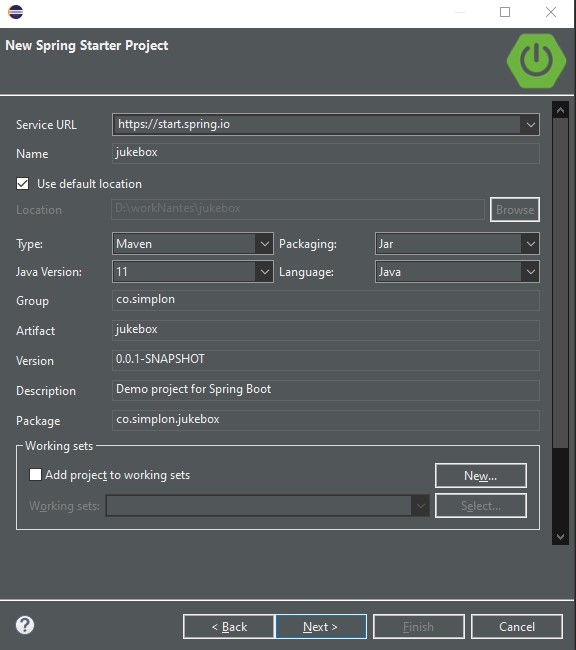 New Spring Starter Project
Service URL https://start.spring.io
Name jukebox
Use default location
Location D:\workNantes\jukebox Browse
Type: Maven Packaging: Jar
Java Version: 11 Language: Java
Group co.simplon
Artifact jukebox
Version 0.0.1-SNAPSHOT
Description Demo project for Spring Boot
Package co.simplon.jukebox
Working sets
Add project to working sets New...
Working sets: Select...
? < Back Next > Finish Cancel